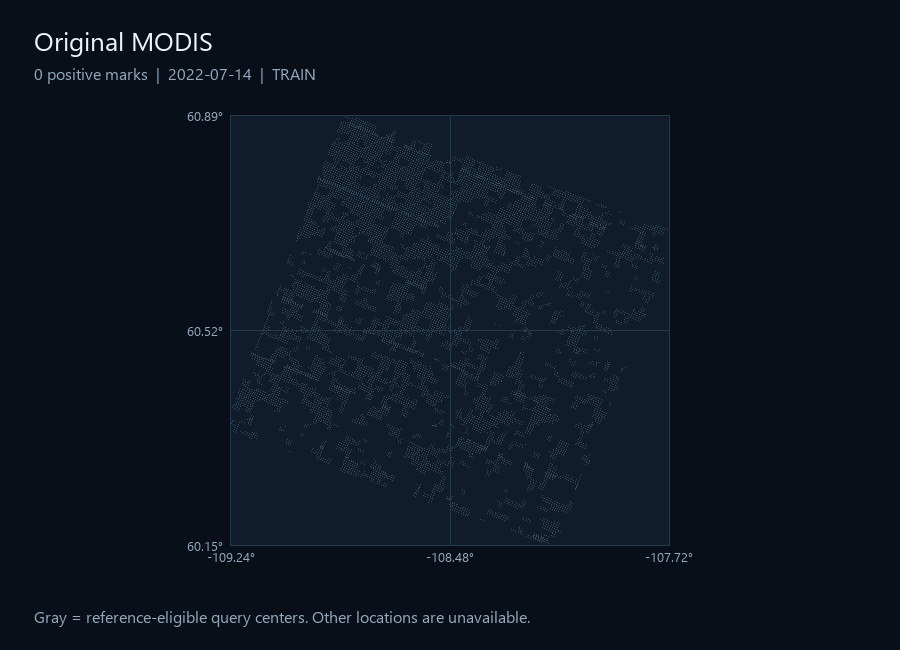 Original MODIS
0 positive marks | 2022-07-14 | TRAIN
60.89°
60.52°
60.15°
-109.24°
-108.48°
-107.72°
Gray = reference-eligible query centers. Other locations are unavailable.